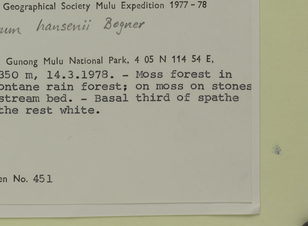 Geographical Society Mulu Expedition 1977-78
hansenii Bogner
Gunong Mulu National Park, 4 05 N 114 54 E,
350 m, 14.3.1978. - Moss forest in
ontane rain forest; on moss on stones
stream bed. - Basal third of spathe
the rest white.
en No. 451